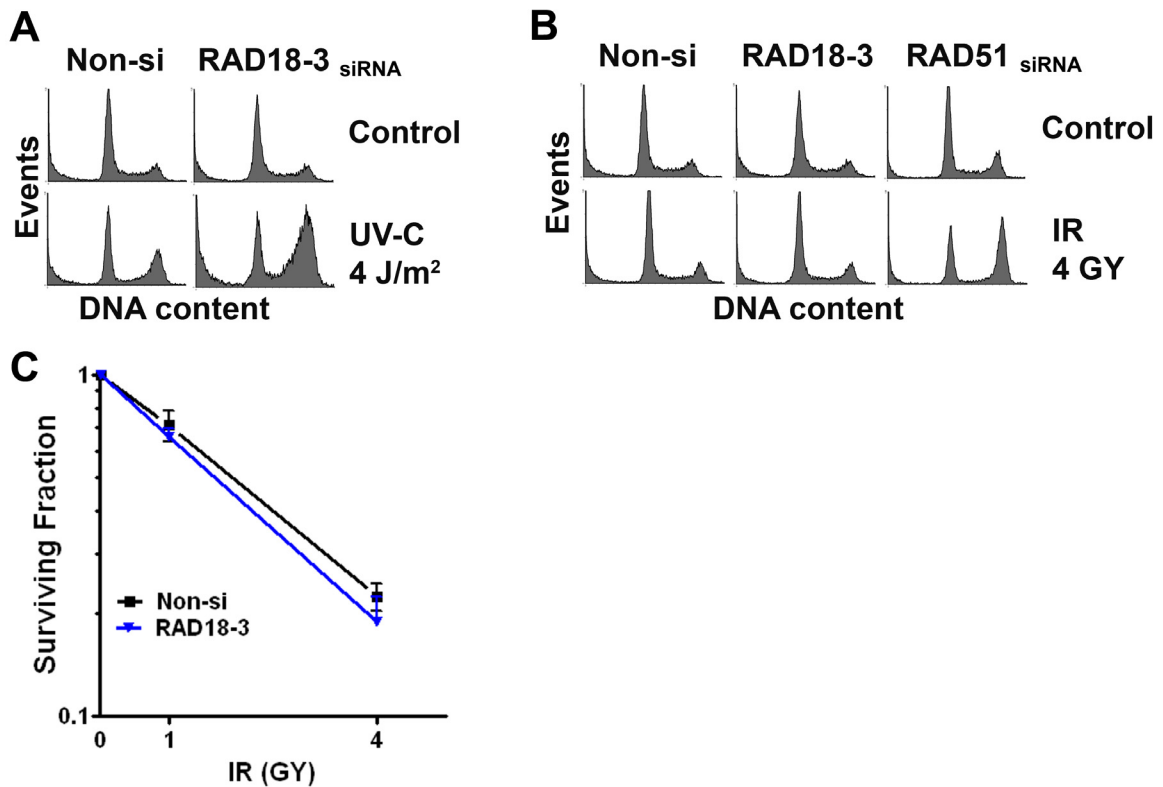 A
Non-si RAD18-3 siRNA
Control
Events
UV-C
4 J/m²
DNA content
B
Non-si RAD18-3 RAD51 siRNA
Control
Events
IR
4 GY
DNA content
C
1
Surviving Fraction
Non-si
RAD18-3
0.1
0 1 4
IR (GY)